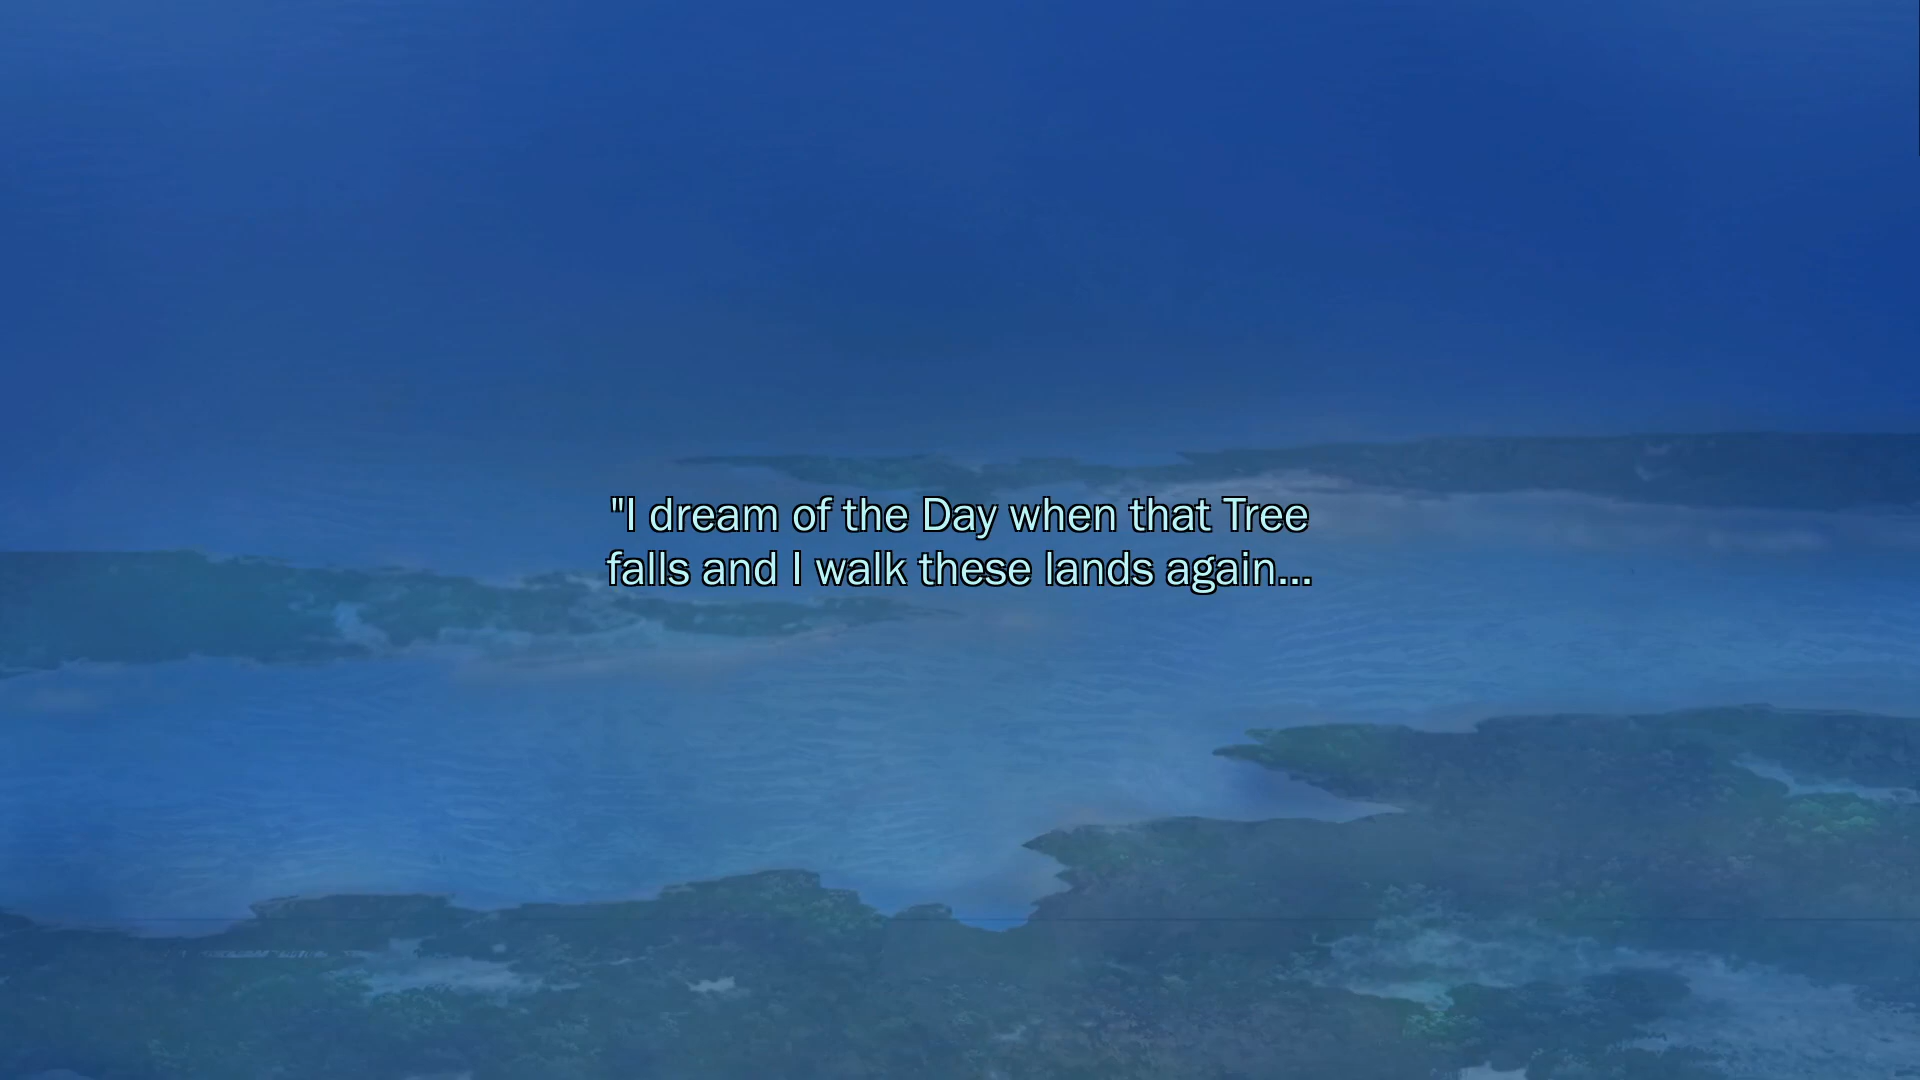 "I dream of the Day when that Tree
falls and I walk these lands again...